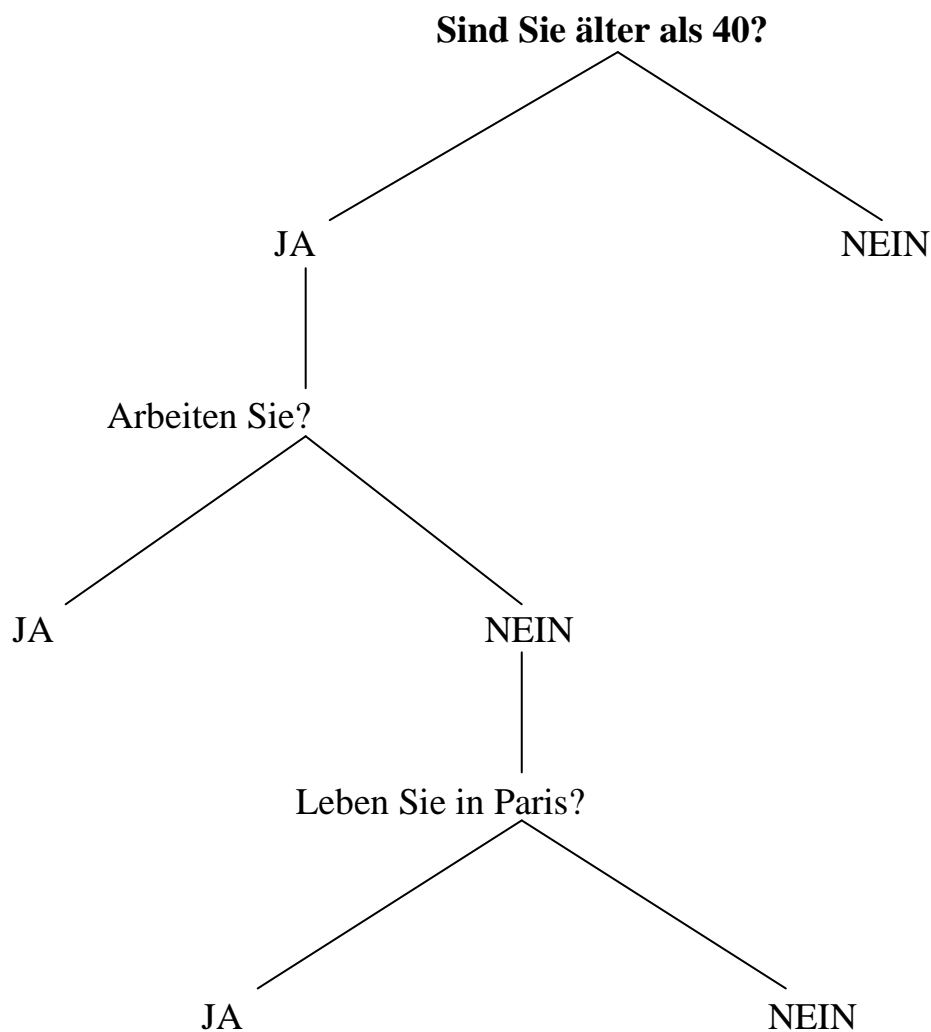 Sind Sie älter als 40?
JA NEIN
Arbeiten Sie?
JA NEIN
Leben Sie in Paris?
JA NEIN